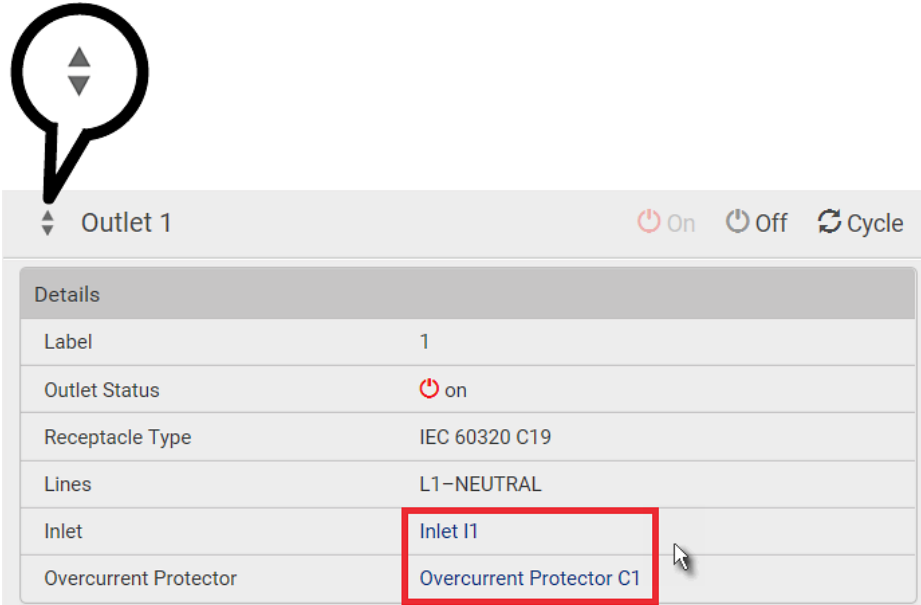 Outlet 1 On Off Cycle
Details
Label 1
Outlet Status on
Receptacle Type IEC 60320 C19
Lines L1–NEUTRAL
Inlet Inlet I1
Overcurrent Protector Overcurrent Protector C1